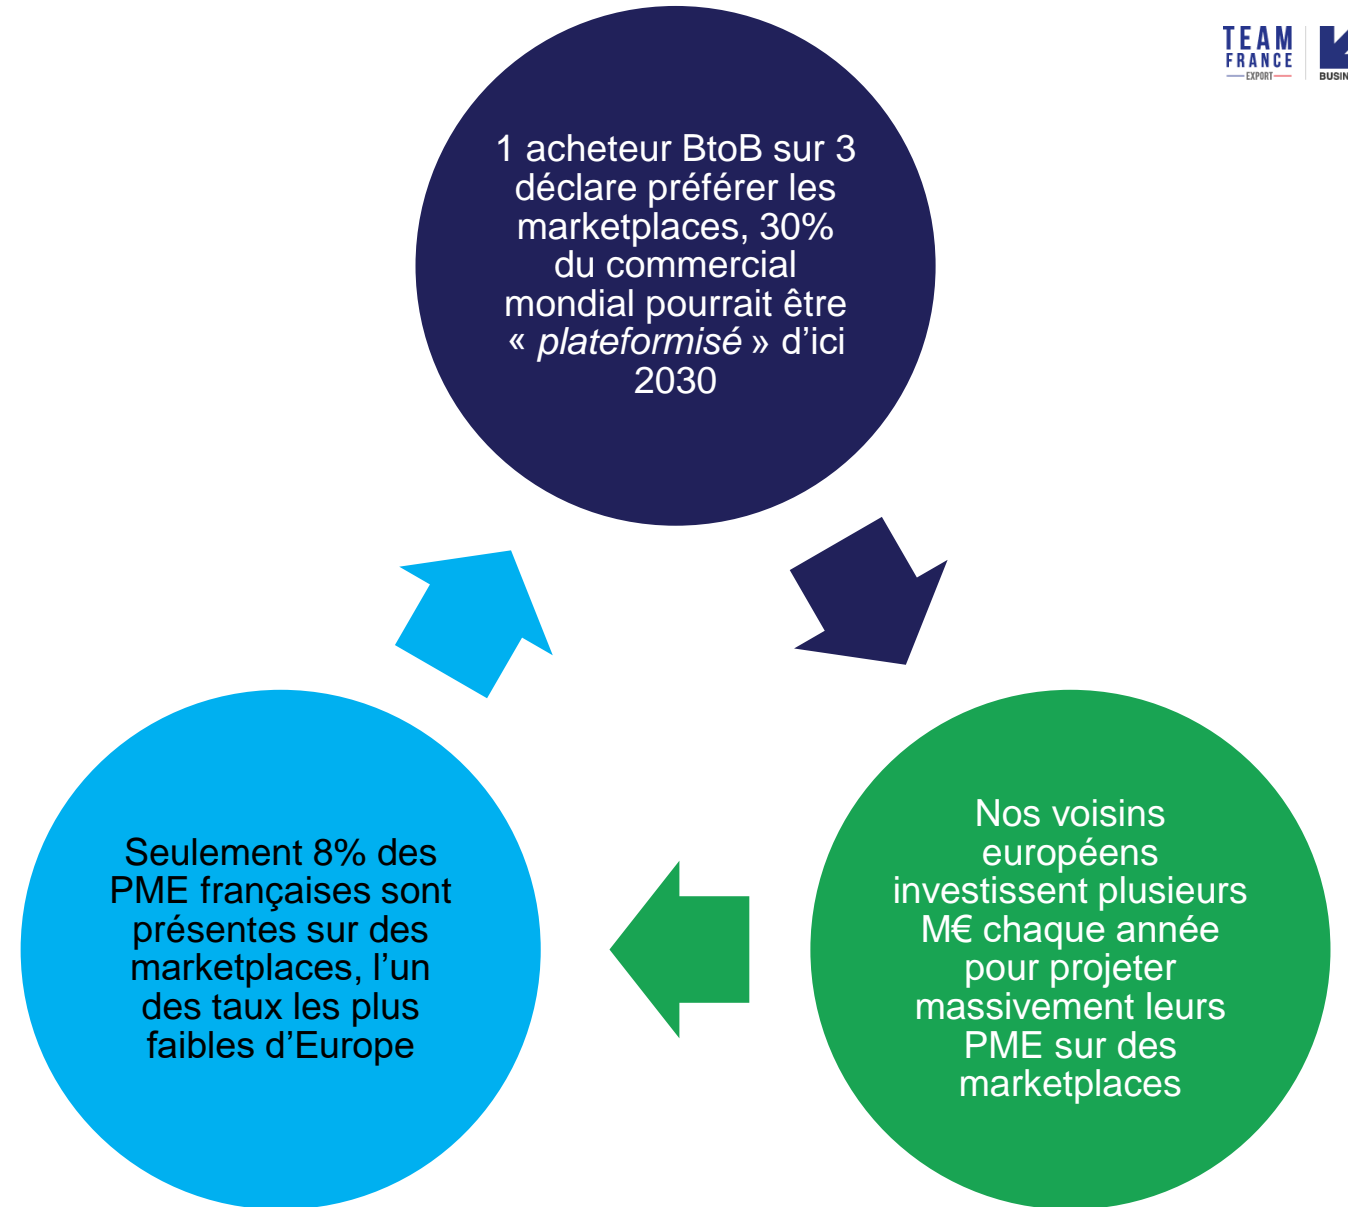 TEAM
FRANCE
EXPORT
1 acheteur BtoB sur 3
déclare préférer les
marketplaces, 30%
du commercial
mondial pourrait être
« plateformisé » d’ici
2030
Seulement 8% des
PME françaises sont
présentes sur des
marketplaces, l’un
des taux les plus
faibles d’Europe
Nos voisins
européens
investissent plusieurs
M€ chaque année
pour projeter
massivement leurs
PME sur des
marketplaces